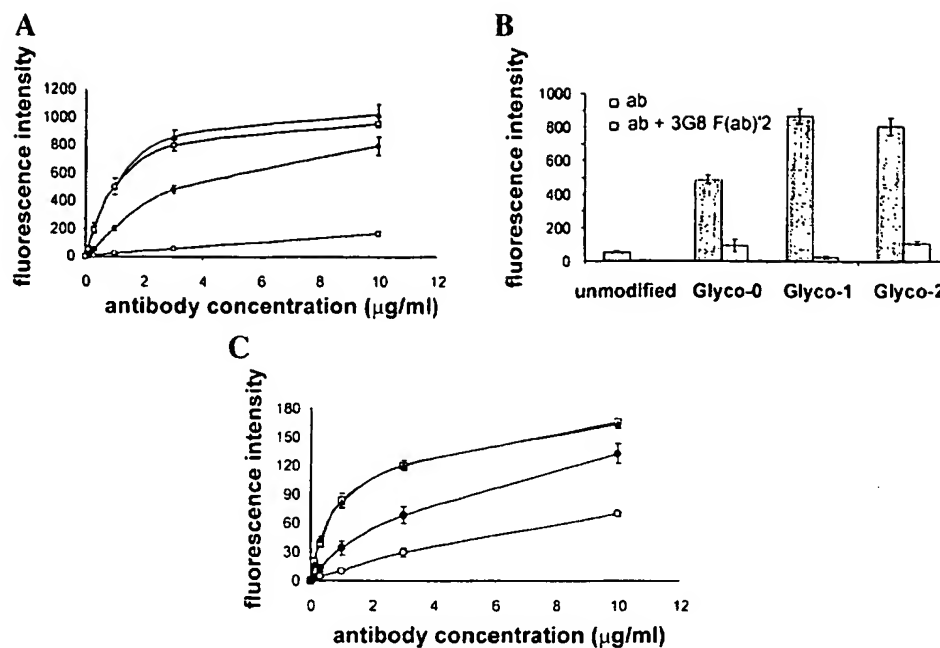 A
fluorescence intensity
1200
1000
800
600
400
200
0
0 2 4 6 8 10 12
antibody concentration (µg/ml)
B
fluorescence intensity
1000
800
600
400
200
0
ab
ab + 3G8 F(ab)'2
unmodified Glyco-0 Glyco-1 Glyco-2
C
fluorescence intensity
180
150
120
90
60
30
0
0 2 4 6 8 10 12
antibody concentration (µg/ml)